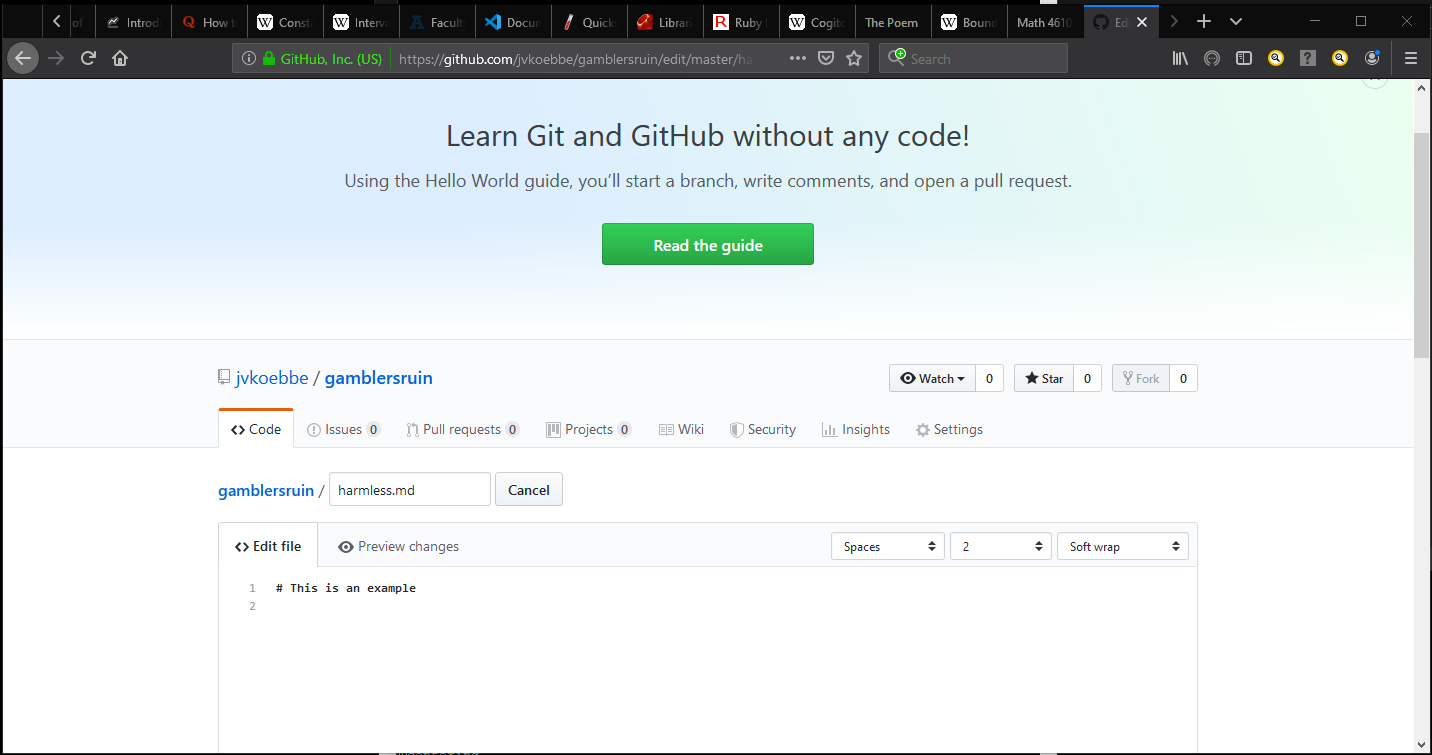 of Introd How t Consta Interva Facult Docum Quicks Librari Ruby Cogito The Poem Bound Math 4610 Edi
GitHub, Inc. (US) https://github.com/jvkoebbe/gamblersruin/edit/master/ha Search
Learn Git and GitHub without any code!
Using the Hello World guide, you’ll start a branch, write comments, and open a pull request.
Read the guide
jvkoebbe / gamblersruin Watch 0 Star 0 Fork 0
Code Issues 0 Pull requests 0 Projects 0 Wiki Security Insights Settings
gamblersruin / harmless.md Cancel
Edit file Preview changes Spaces 2 Soft wrap
1 # This is an example
2